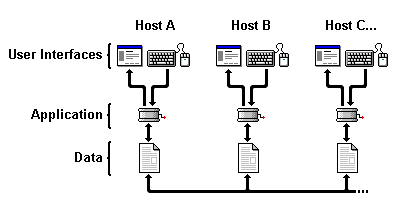 Host A Host B Host C...
User Interfaces
Application
Data